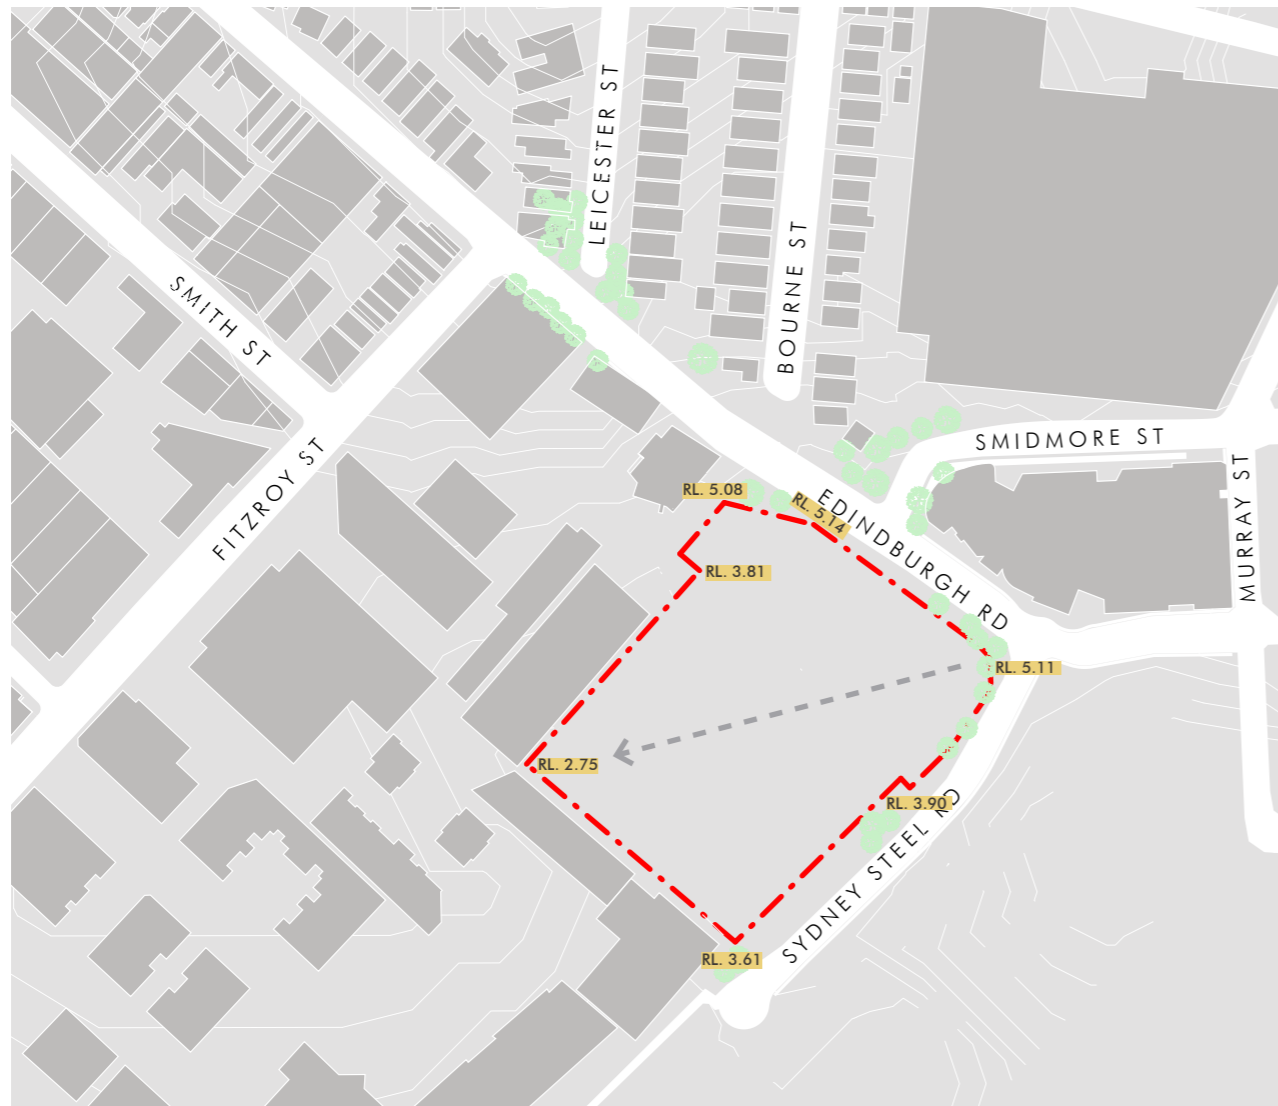 LEICESTER ST
BOURNE ST
SMITH ST
FITZROY ST
SMIDMORE ST
MURRAY ST
EDINDBURGH RD
RL. 5.08
RL. 5.14
RL. 3.81
RL. 5.11
RL. 2.75
RL. 3.90
SYDNEY STEEL RD
RL. 3.61